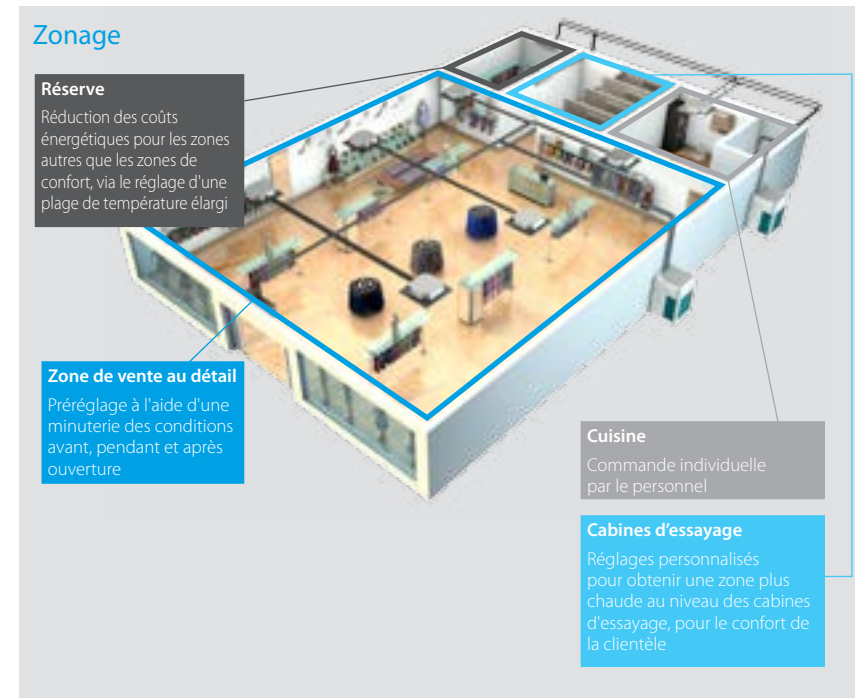 Zonage
Réserve
Réduction des coûts
énergétiques pour les zones
autres que les zones de
confort, via le réglage d'une
plage de température élargi
Zone de vente au détail
Préréglage à l'aide d'une
minuterie des conditions
avant, pendant et après
ouverture
Cuisine
Commande individuelle
par le personnel
Cabines d’essayage
Réglages personnalisés
pour obtenir une zone plus
chaude au niveau des cabines
d'essayage, pour le confort de
la clientèle